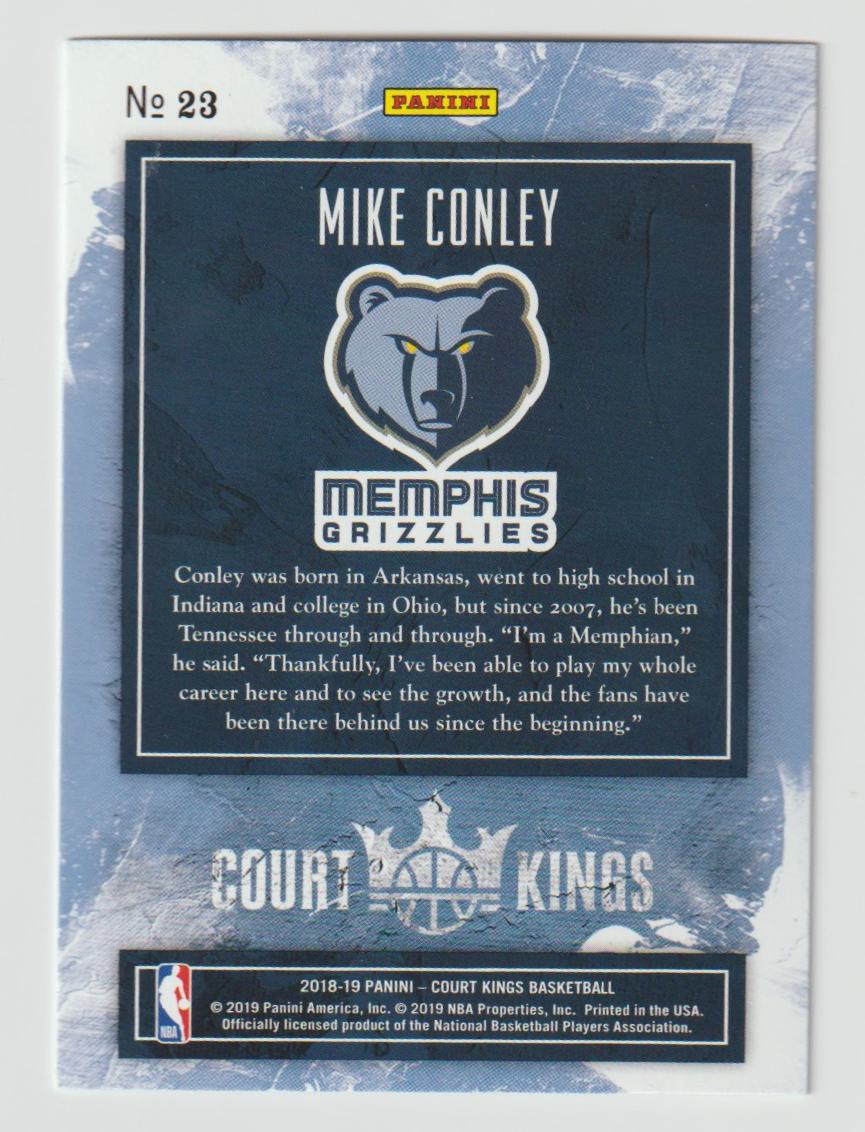 No 23
PANINI
MIKE CONLEY
MEMPHIS
GRIZZLIES
Conley was born in Arkansas, went to high school in
Indiana and college in Ohio, but since 2007, he's been
Tennessee through and through. “I'm a Memphian,”
he said. “Thankfully, I've been able to play my whole
career here and to see the growth, and the fans have
been there behind us since the beginning.”
COURT KINGS
2018-19 PANINI – COURT KINGS BASKETBALL
© 2019 Panini America, Inc. © 2019 NBA Properties, Inc. Printed in the USA.
Officially licensed product of the National Basketball Players Association.
NBA